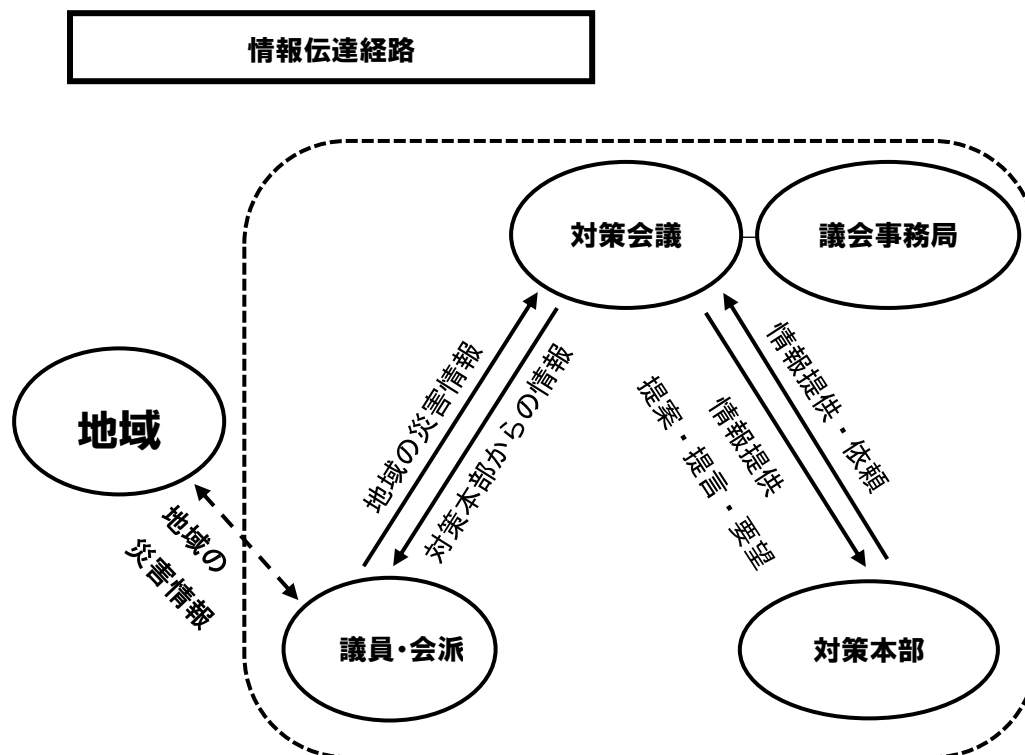 情報伝達経路
対策会議
議会事務局
地域
地域の災害情報
対策本部からの情報
提案・提言・要望
情報提供
情報提供・依頼
地域の
災害情報
議員・会派
対策本部